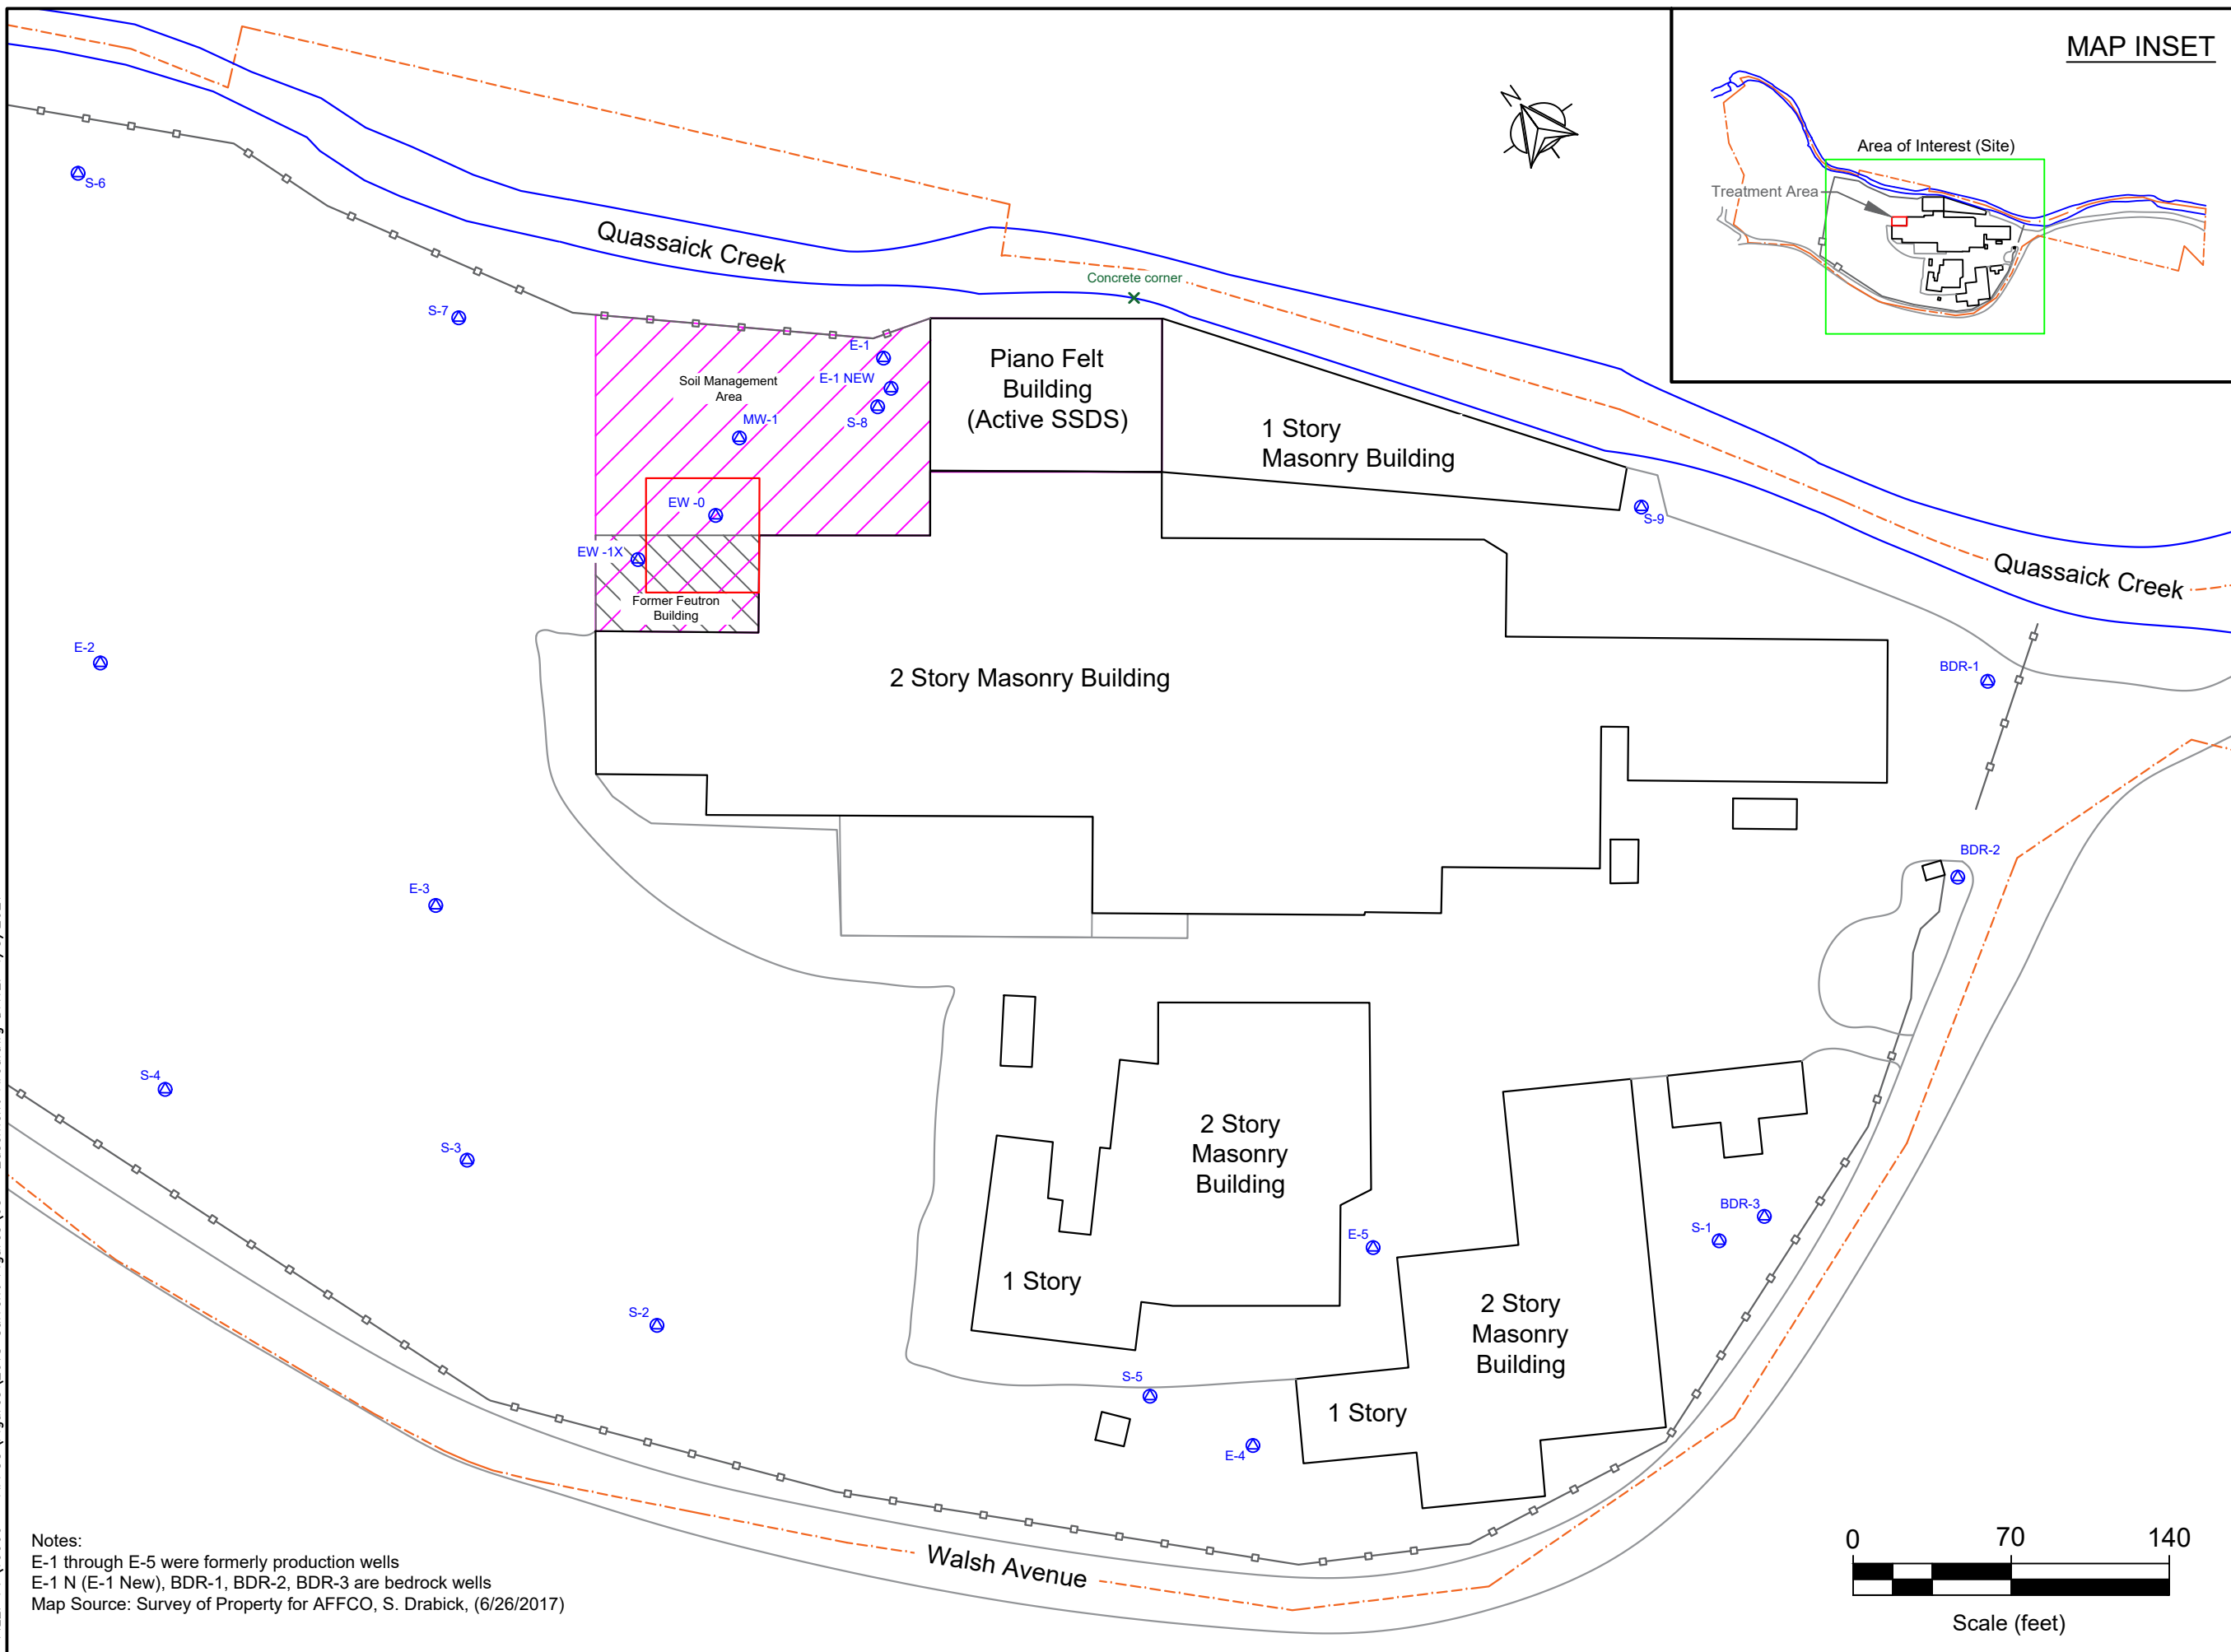 MAP INSET
N
Area of Interest (Site)
Treatment Area
S-6
Quassaick Creek
Concrete corner
S-7
E-1
Piano Felt
Building
(Active SSDS)
Soil Management
Area
E-1 NEW
S-8
MW-1
1 Story
Masonry Building
EW -0
S-9
EW -1X
Quassaick Creek
Former Feutron
Building
E-2
BDR-1
2 Story Masonry Building
BDR-2
E-3
S-4
S-3
2 Story
Masonry
Building
BDR-3
S-1
E-5
1 Story
S-2
2 Story
Masonry
Building
S-5
1 Story
E-4
Walsh Avenue
Notes:
E-1 through E-5 were formerly production wells
E-1 N (E-1 New), BDR-1, BDR-2, BDR-3 are bedrock wells
Map Source: Survey of Property for AFFCO, S. Drabick, (6/26/2017)
0 70 140
Scale (feet)